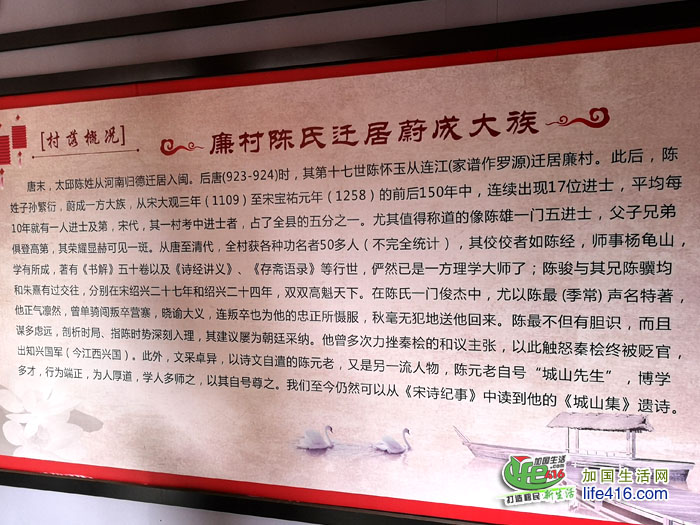 [村落概况]
廉村陈氏迁居蔚成大族
唐末，太邱陈姓从河南归德迁居入闽。后唐(923-924)时，其第十七世陈怀玉从连江(家谱作罗源)迁居廉村。此后，陈
姓子孙繁衍，蔚成一方大族，从宋大观三年（1109）至宋宝祐元年（1258）的前后150年中，连续出现17位进士，平均每
10年就有一人进士及第，宋代，其一村考中进士者，占了全县的五分之一。尤其值得称道的像陈雄一门五进士，父子兄弟
俱登高第，其荣耀显赫可见一斑。从唐至清代，全村获各种功名者50多人（不完全统计），其佼佼者如陈经，师事杨龟山，
学有所成，著有《书解》五十卷以及《诗经讲义》、《存斋语录》等行世，俨然已是一方理学大师了；陈骏与其兄陈骥均
和朱熹有过交往，分别在宋绍兴二十七年和绍兴二十四年，双双高魁天下。在陈氏一门俊杰中，尤以陈最(季常)声名特著，
他正气凛然，曾单骑闯叛卒营寨，晓谕大义，连叛卒也为他的忠正所慑服，秋毫无犯地送他回来。陈最不但有胆识，而且
谋多虑远，剖析时局、指陈时势深刻入理，其建议屡为朝廷采纳。他曾多次力挫秦桧的和议主张，以此触怒秦桧终被贬官，
出知兴国军（今江西兴国）。此外，文采卓异，以诗文自遣的陈元老，又是另一流人物，陈元老自号“城山先生”，博学
多才，行为端正，为人厚道，学人多师之，以其自号尊之。我们至今仍然可以从《宋诗纪事》中读到他的《城山集》遗诗。
加国生活.com
life416
打造移民新生活
加国生活网
life416.com